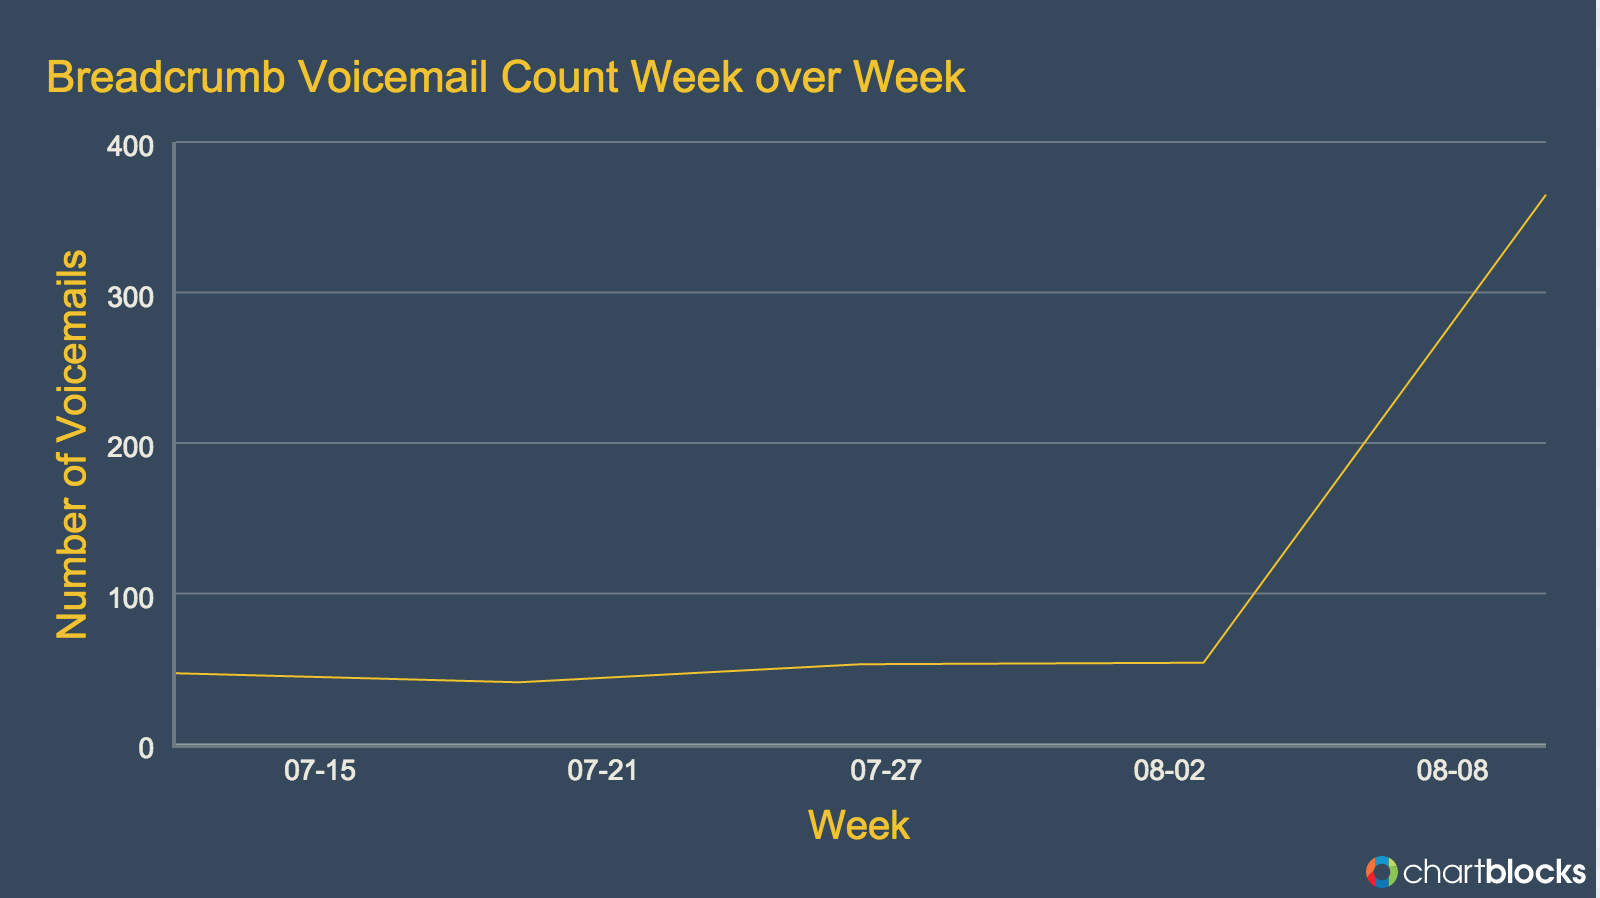 Breadcrumb Voicemail Count Week over Week
Number of Voicemails
400
300
200
100
0
07-15 07-21 07-27 08-02 08-08
Week
chartblocks